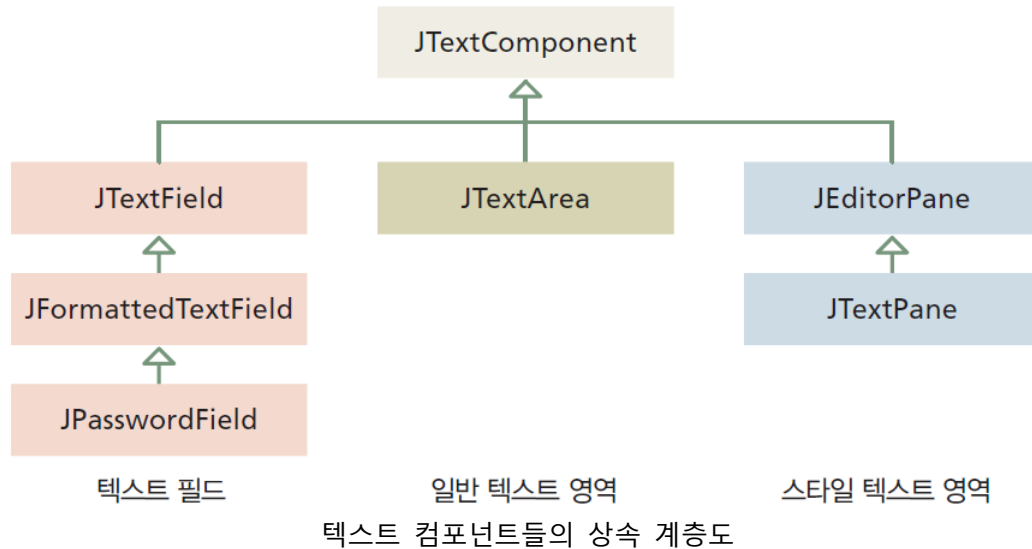 JTextComponent
JTextField JTextArea JEditorPane
JFormattedTextField JTextPane
JPasswordField
텍스트 필드 일반 텍스트 영역 스타일 텍스트 영역
텍스트 컴포넌트들의 상속 계층도